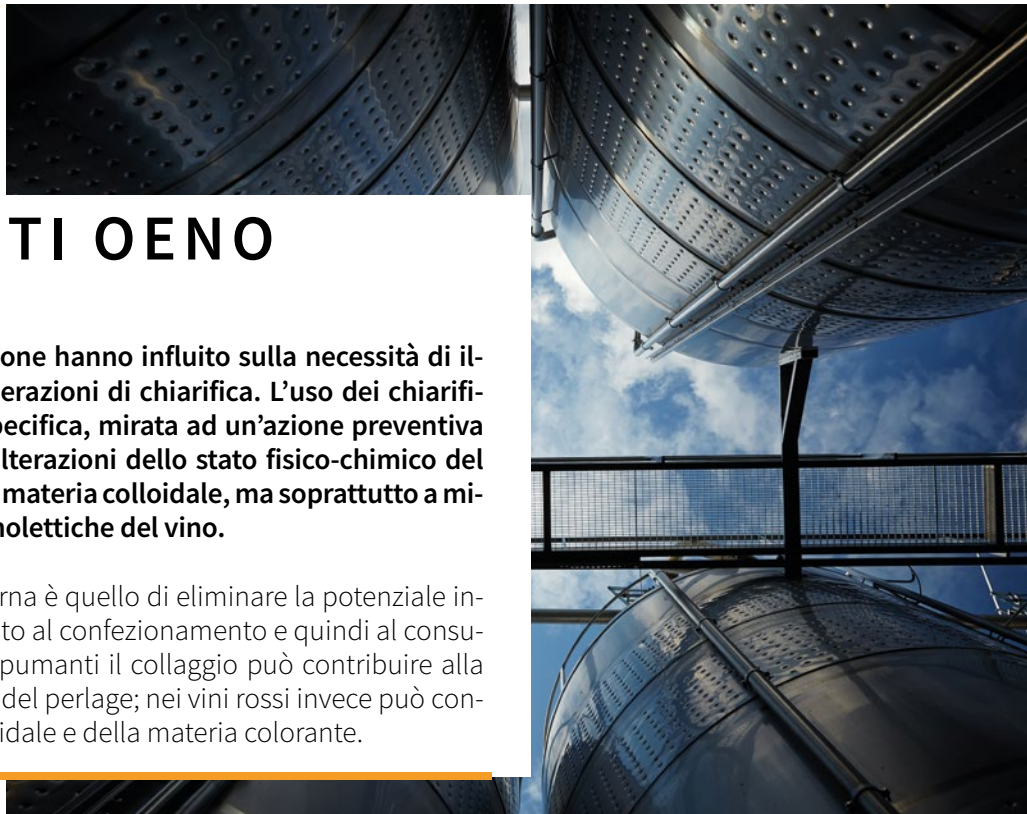 TI OENO
one hanno influito sulla necessità di il-
erazioni di chiarifica. L’uso dei chiarifi-
pecifica, mirata ad un’azione preventiva
lterazioni dello stato fisico-chimico del
materia colloidale, ma soprattutto a mi-
nolettiche del vino.
rna è quello di eliminare la potenziale in-
to al confezionamento e quindi al consu-
pumanti il collaggio può contribuire alla
del perlage; nei vini rossi invece può con-
idale e della materia colorante.